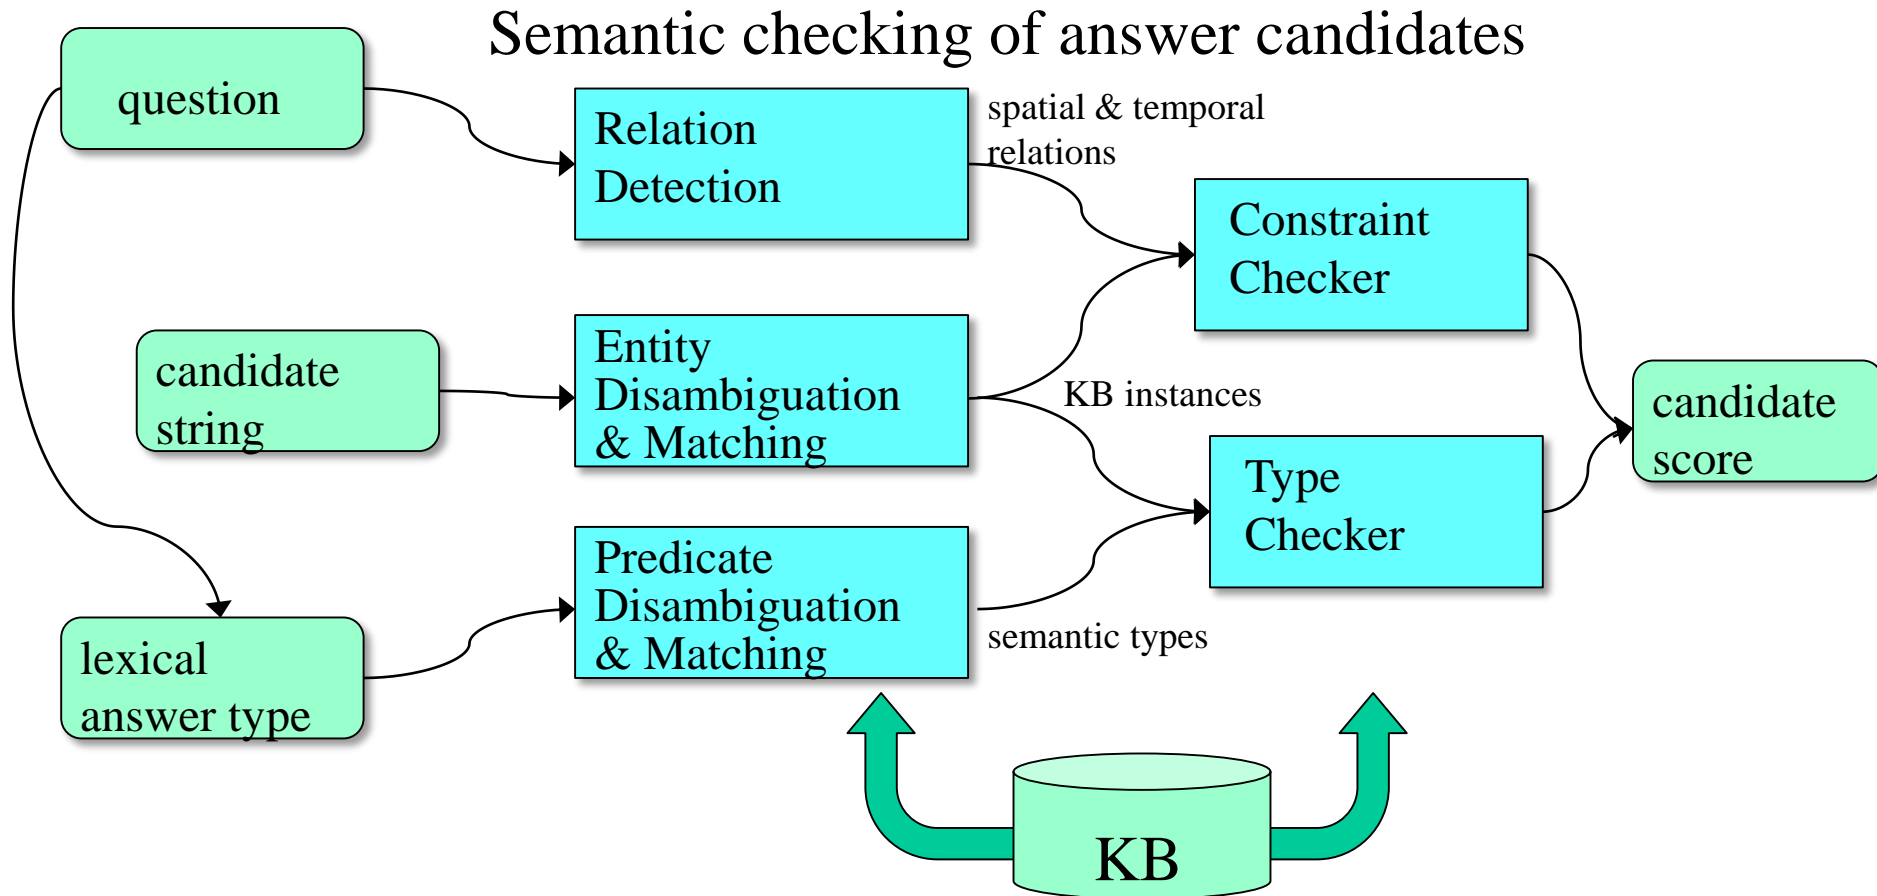 Semantic checking of answer candidates
question
Relation
Detection
spatial & temporal
relations
Constraint
Checker
candidate
string
Entity
Disambiguation
& Matching
KB instances
candidate
score
Type
Checker
Predicate
Disambiguation
& Matching
semantic types
lexical
answer type
KB